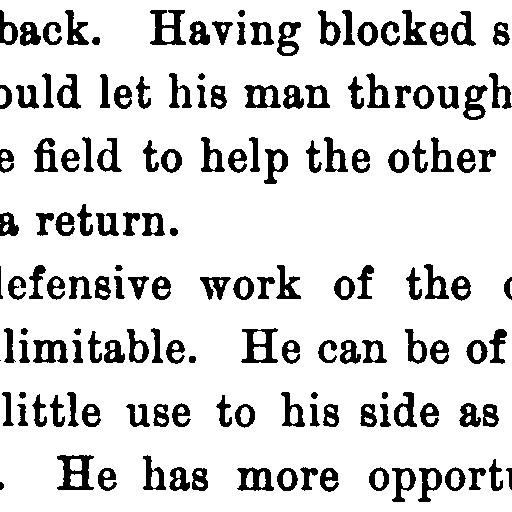 back. Having blocked s
ould let his man through
e field to help the other
a return.
defensive work of the
limitable. He can be of
little use to his side as
. He has more opportu